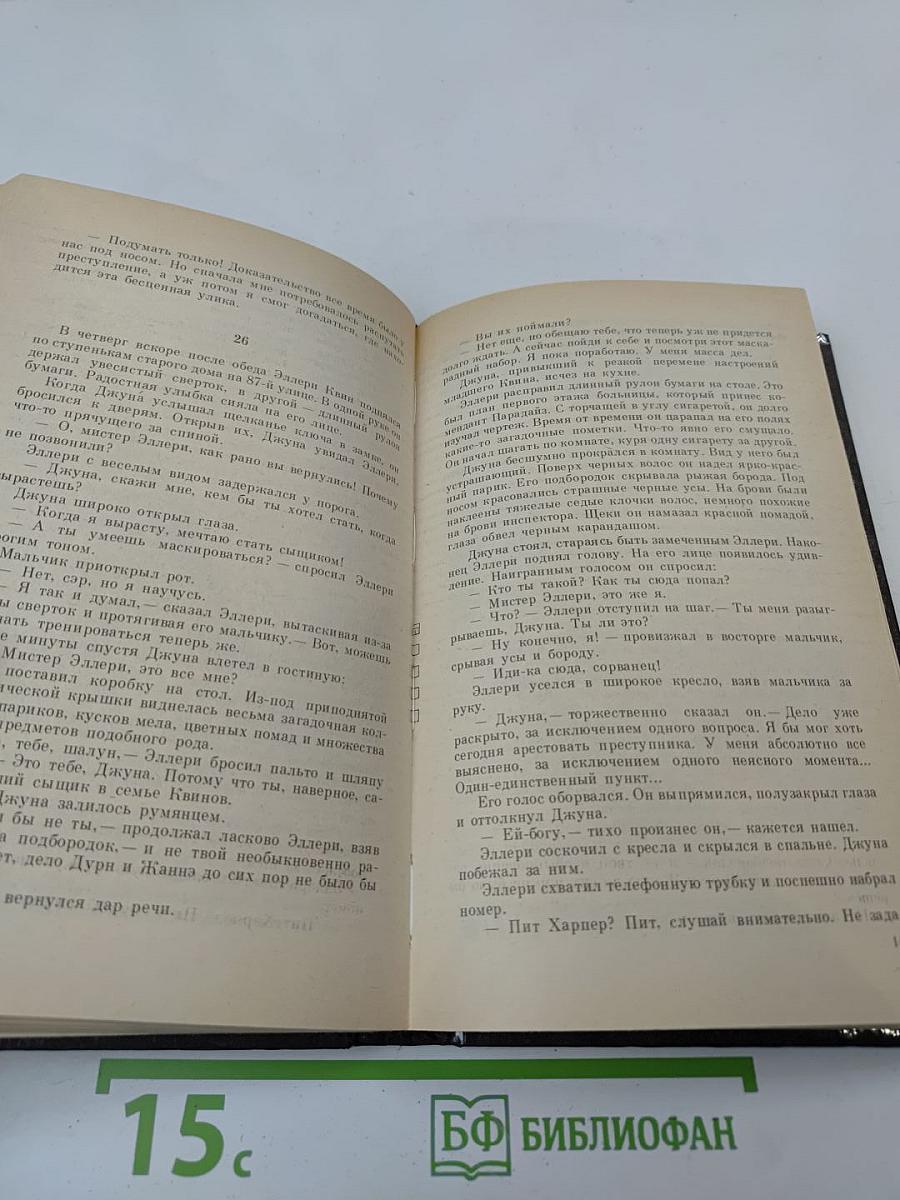 — Подумать только! Доказательство все время было у
нас под носом. Но сначала мне потребовалось распутать
преступление, а уж потом я смог догадаться, где нахо-
дится эта бесценная улика.
26
В четверг вскоре после обеда Эллери Квин поднялся
по ступенькам старого дома на 87-й улице. В одной руке он
держал увесистый сверток, в другой — длинный рулон
бумаги. Радостная улыбка сияла на его лице.
Когда Джуна услышал щелканье ключа в замке, он
бросился к дверям. Открыв их, Джуна увидал Эллери,
что-то прячущего за спиной.
— О, мистер Эллери, как рано вы вернулись! Почему
не позвонили?
Эллери с веселым видом задержался у порога.
— Джуна, скажи мне, кем бы ты хотел стать, когда
вырастешь?
Джуна широко открыл глаза.
— Когда я вырасту, мечтаю стать сыщиком!
— А ты умеешь маскироваться? — спросил Эллери
рогим тоном.
Мальчик приоткрыл рот.
— Нет, сэр, но я научусь.
— Я так и думал, — сказал Эллери, вытаскивая из-за
ы сверток и протягивая его мальчику. — Вот, можешь
нать тренироваться теперь же.
е минуты спустя Джуна влетел в гостиную:
Мистер Эллери, это все мне?
поставил коробку на стол. Из-под приподнятой
ической крышки виднелась весьма загадочная кол-
париков, кусков мела, цветных помад и множества
предметов подобного рода.
, тебе, шалун, — Эллери бросил пальто и шляпу
— Это тебе, Джуна. Потому что ты, наверное, са-
ий сыщик в семье Квинов.
Джуна залилось румянцем.
и бы не ты, — продолжал ласково Эллери, взяв
а подбородок, — и не твой необыкновенно ра-
ет, дело Дурн и Жаннэ до сих пор не было бы
вернулся дар речи.
— Вы их поймали?
— Нет еще, но обещаю тебе, что теперь уж не придется
долго ждать. А сейчас пойди к себе и посмотри этот маска-
радный набор. Я пока поработаю. У меня масса дел.
Джуна, привыкший к резкой перемене настроений
младшего Квина, исчез на кухне.
Эллери расправил длинный рулон бумаги на столе. Это
был план первого этажа больницы, который принес ко-
мендант Парадайз. С торчащей в углу сигаретой, он долго
изучал чертеж. Время от времени он царапал на его полях
какие-то загадочные пометки. Что-то явно его смущало.
Он начал шагать по комнате, куря одну сигарету за другой.
Джуна бесшумно прокрался в комнату. Вид у него был
устрашающий. Поверх черных волос он надел ярко-крас-
ный парик. Его подбородок скрывала рыжая борода. Под
носом красовались страшные черные усы. На брови были
наклеены тяжелые седые клочки волос, немного похожие
на брови инспектора. Щеки он намазал красной помадой,
глаза обвел черным карандашом.
Джуна стоял, стараясь быть замеченным Эллери. Нако-
нец Эллери поднял голову. На его лице появилось удив-
ление. Наигранным голосом он спросил:
— Кто ты такой? Как ты сюда попал?
— Мистер Эллери, это же я.
— Что? — Эллери отступил на шаг. — Ты меня разыг-
рываешь, Джуна. Ты ли это?
— Ну конечно, я! — провизжал в восторге мальчик,
срывая усы и бороду.
— Иди-ка сюда, сорванец!
Эллери уселся в широкое кресло, взяв мальчика за
руку.
— Джуна, — торжественно сказал он. — Дело уже
раскрыто, за исключением одного вопроса. Я бы мог хоть
сегодня арестовать преступника. У меня абсолютно все
выяснено, за исключением одного неясного момента...
Один-единственный пункт...
Его голос оборвался. Он выпрямился, полузакрыл глаза
и оттолкнул Джуна.
— Ей-богу, — тихо произнес он, — кажется нашел.
Эллери соскочил с кресла и скрылся в спальне. Джуна
побежал за ним.
Эллери схватил телефонную трубку и поспешно набрал
номер.
— Пит Харпер? Пит, слушай внимательно. Не зада
15 с
БФ БИБЛИОФАН